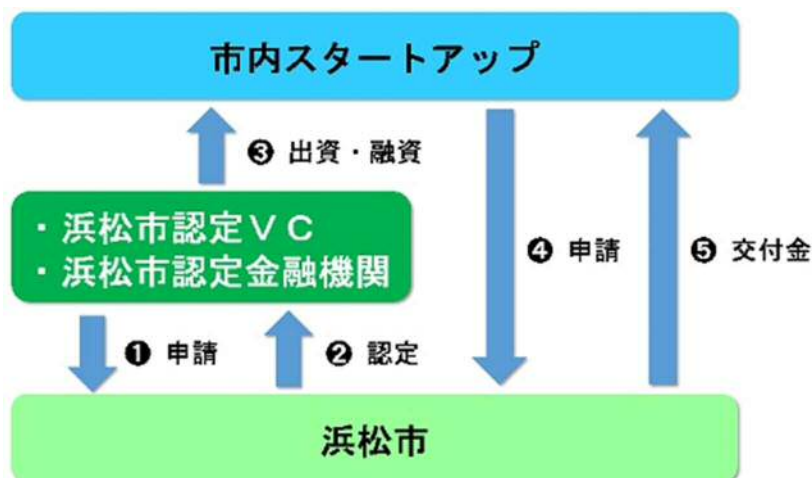 市内スタートアップ
❸ 出資・融資
・浜松市認定ＶＣ
・浜松市認定金融機関
❹ 申請
❺ 交付金
❶ 申請
❷ 認定
浜松市